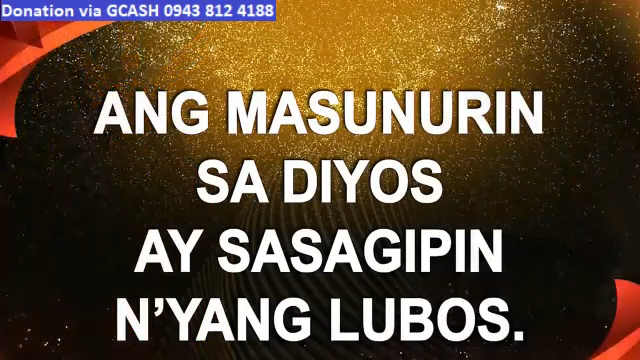 Donation via GCASH 0943 812 4188
ANG MASUNURIN
SA DIYOS
AY SASAGIPIN
N'YANG LUBOS.